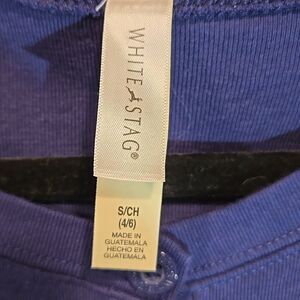 WHITE STAG®
S/CH
(4/6)
MADE IN
GUATEMALA
HECHO EN
GUATEMALA